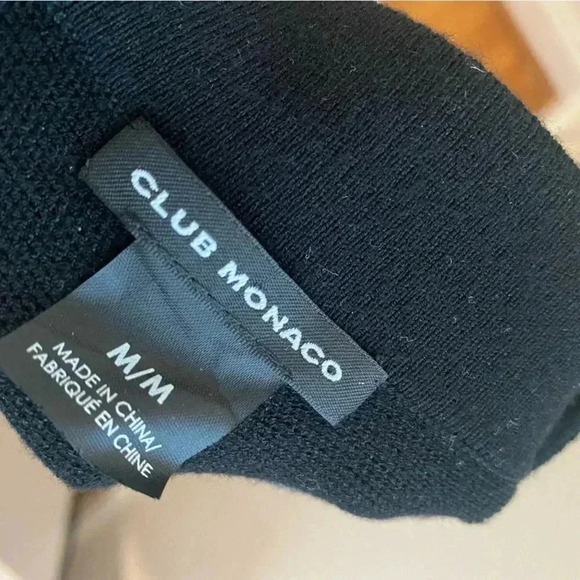 CLUB MONACO
M/M
MADE IN CHINA/
FABRIQUÉ EN CHINE